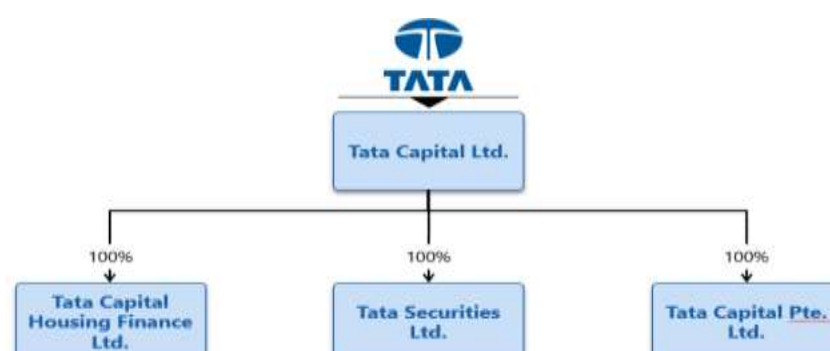 TATA
Tata Capital Ltd.
100%
100%
100%
Tata Capital
Housing Finance
Ltd.
Tata Securities
Ltd.
Tata Capital Pte.
Ltd.